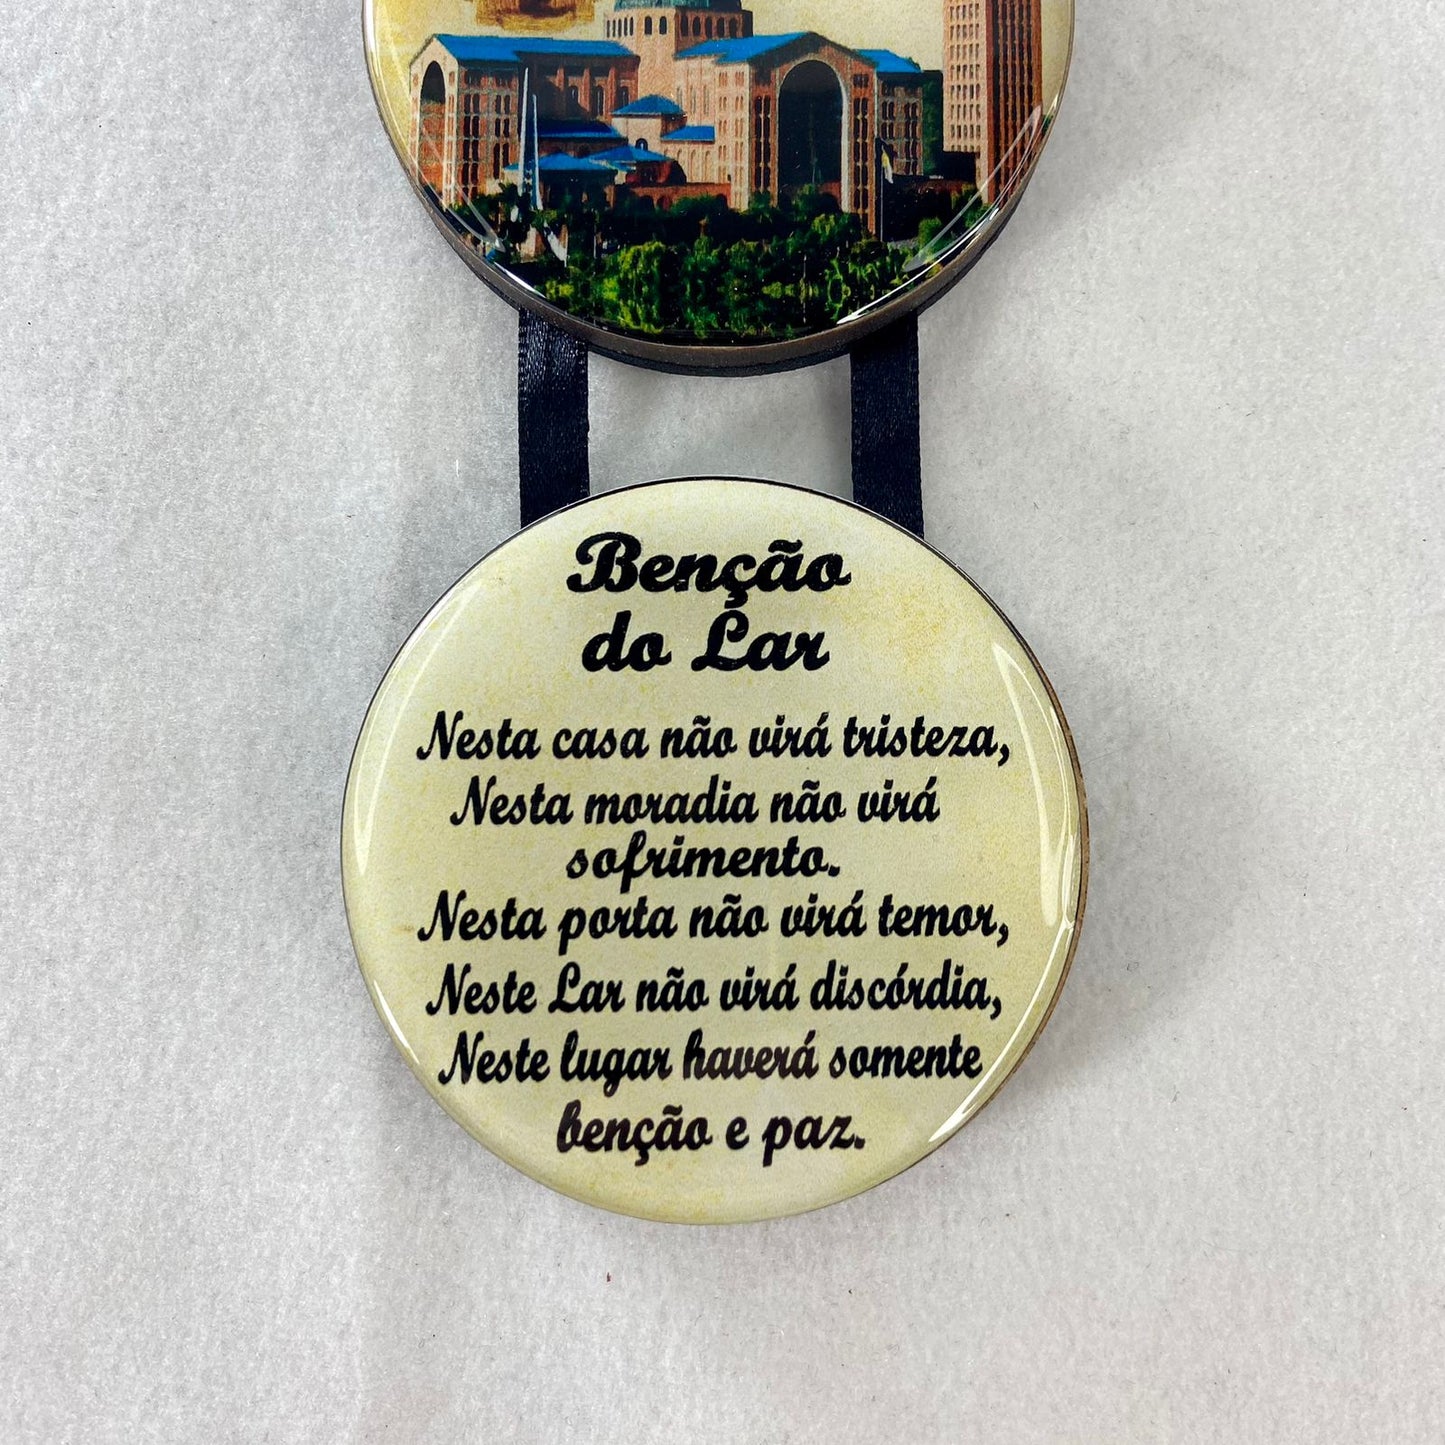 Benção
do Lar
Nesta casa não virá tristeza,
Nesta moradia não virá
sofrimento.
Nesta porta não virá temor,
Neste Lar não virá discórdia,
Neste lugar haverá somente
benção e paz.